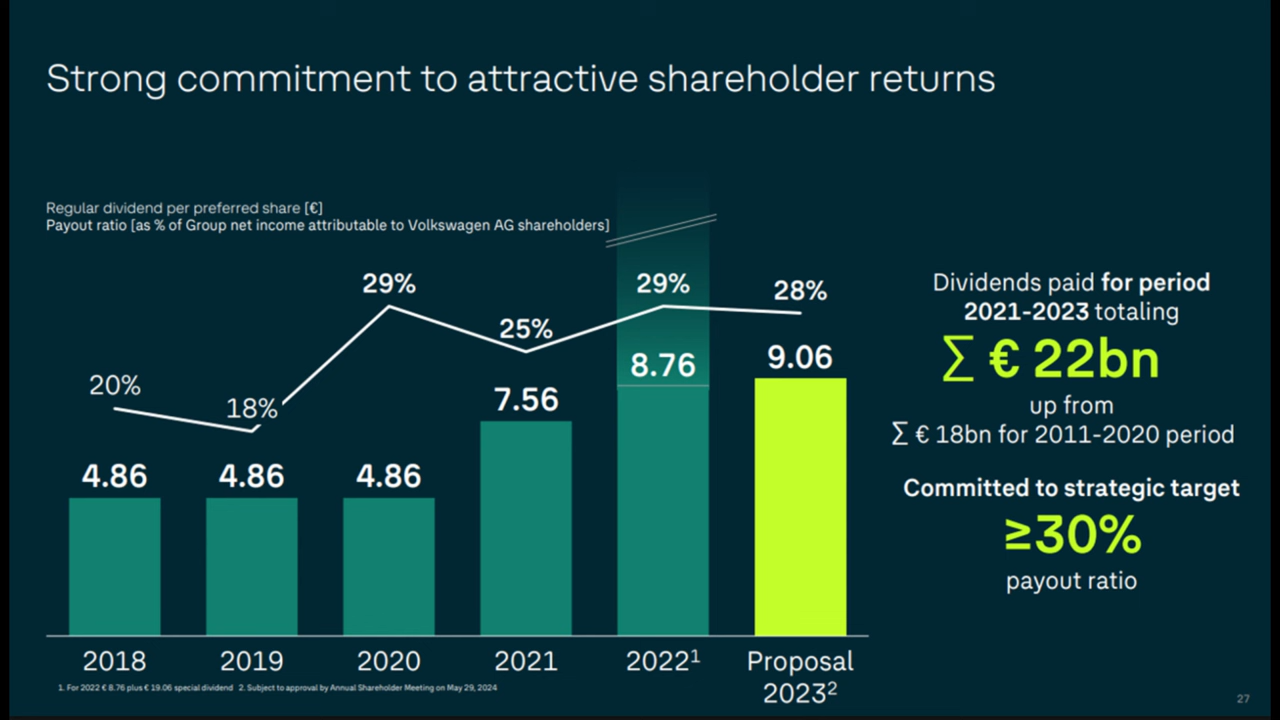 Strong commitment to attractive shareholder returns
Regular dividend per preferred share [€]
Payout ratio [as % of Group net income attributable to Volkswagen AG shareholders]
20%
18%
29%
25%
29%
28%
4.86
4.86
4.86
7.56
8.76
9.06
2018
2019
2020
2021
2022¹
Proposal
2023²
Dividends paid for period
2021-2023 totaling
∑ € 22bn
up from
∑ € 18bn for 2011-2020 period
Committed to strategic target
≥30%
payout ratio
1. For 2022 € 8.76 plus € 19.06 special dividend 2. Subject to approval by Annual Shareholder Meeting on May 29, 2024
27